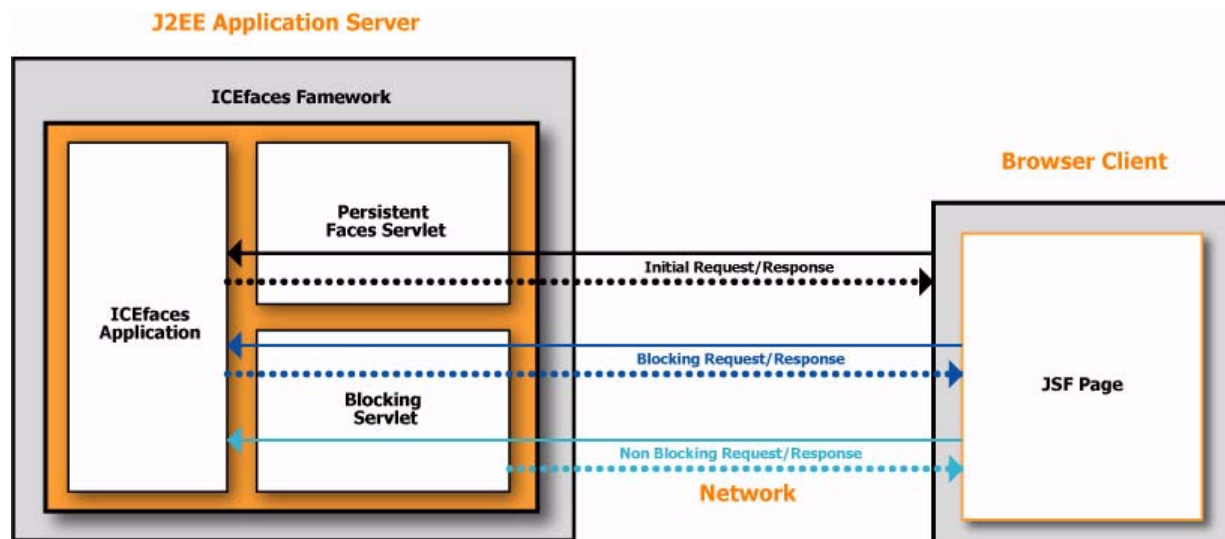 J2EE Application Server
ICEfaces Famework
Browser Client
Persistent
Faces Servlet
Initial Request/Response
ICEfaces
Application
Blocking Request/Response
JSF Page
Blocking
Servlet
Non Blocking Request/Response
Network